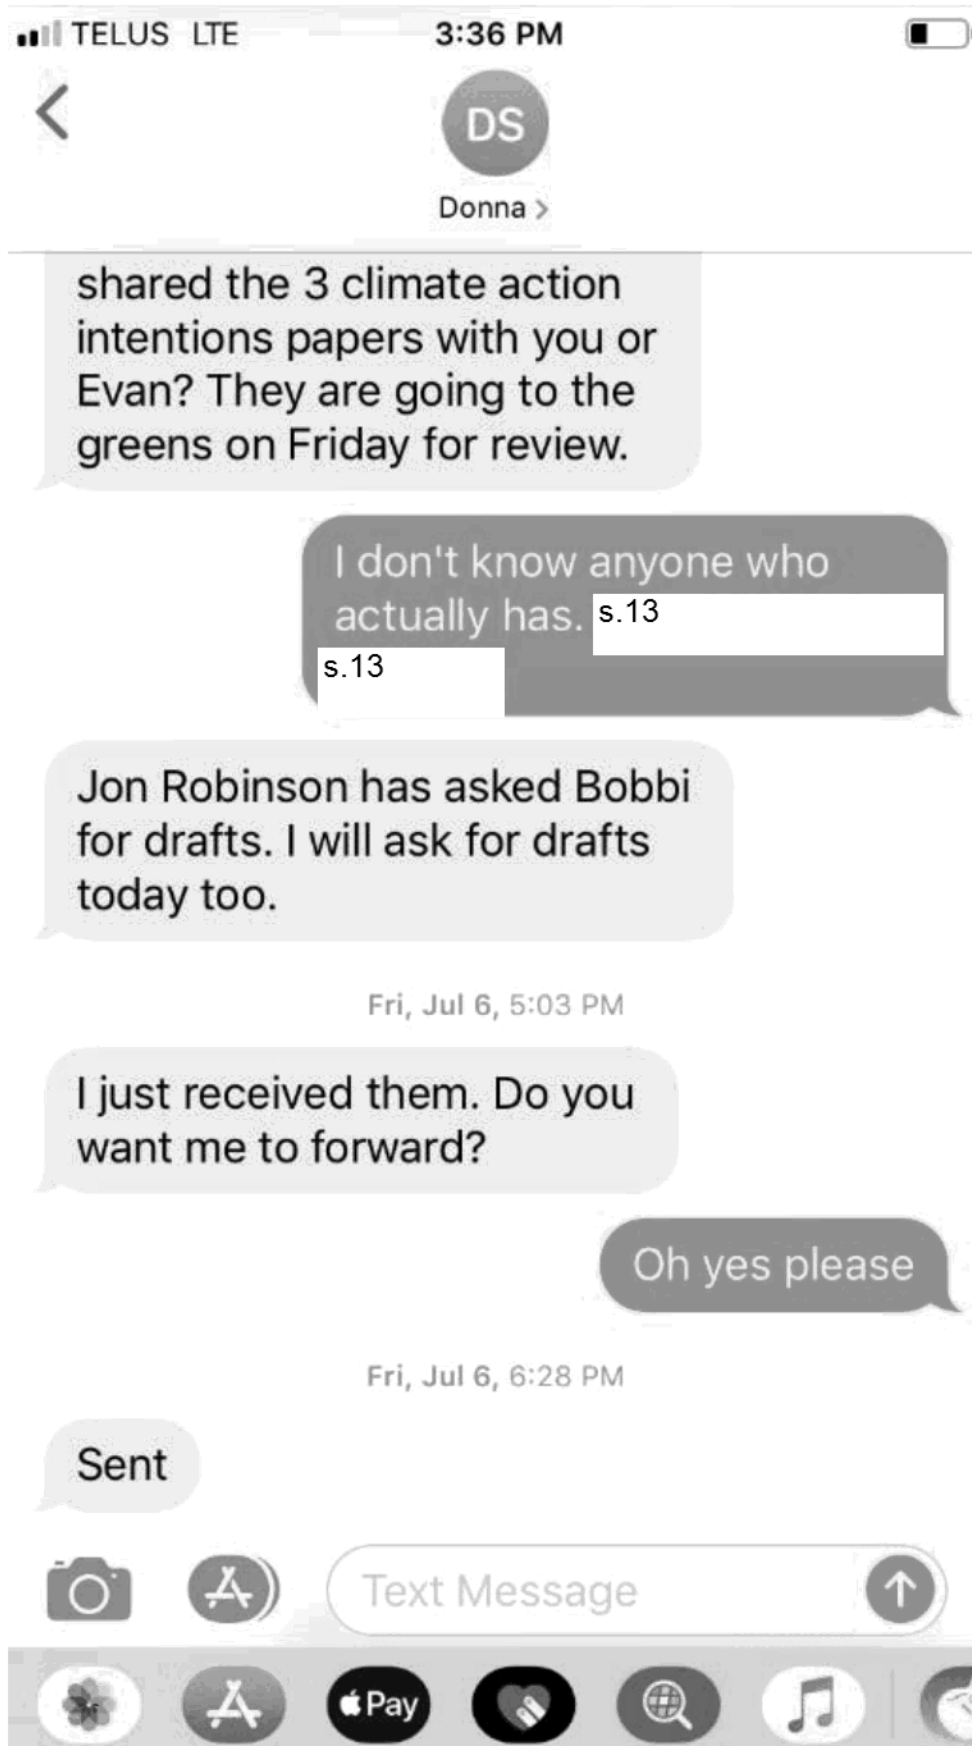 TELUS LTE 3:36 PM
DS
Donna >
shared the 3 climate action
intentions papers with you or
Evan? They are going to the
greens on Friday for review.
I don't know anyone who
actually has. s.13
s.13
Jon Robinson has asked Bobbi
for drafts. I will ask for drafts
today too.
Fri, Jul 6, 5:03 PM
I just received them. Do you
want me to forward?
Oh yes please
Fri, Jul 6, 6:28 PM
Sent
Text Message
Pay